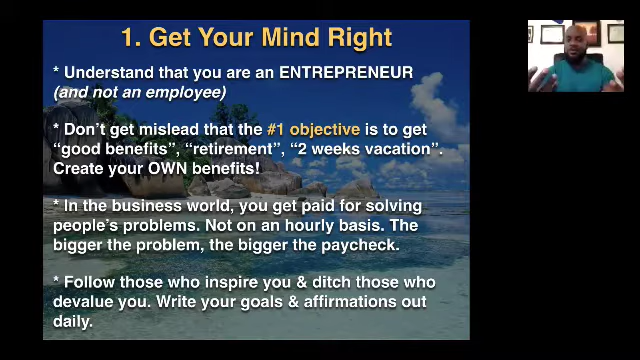 1. Get Your Mind Right
* Understand that you are an ENTREPRENEUR
(and not an employee)
* Don't get mislead that the #1 objective is to get
“good benefits”, “retirement”, “2 weeks vacation”.
Create your OWN benefits!
* In the business world, you get paid for solving
people's problems. Not on an hourly basis. The
bigger the problem, the bigger the paycheck.
* Follow those who inspire you & ditch those who
devalue you. Write your goals & affirmations out
daily.